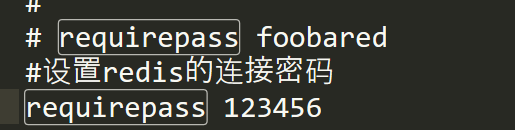 #
# requirepass foobared
#设置redis的连接密码
requirepass 123456